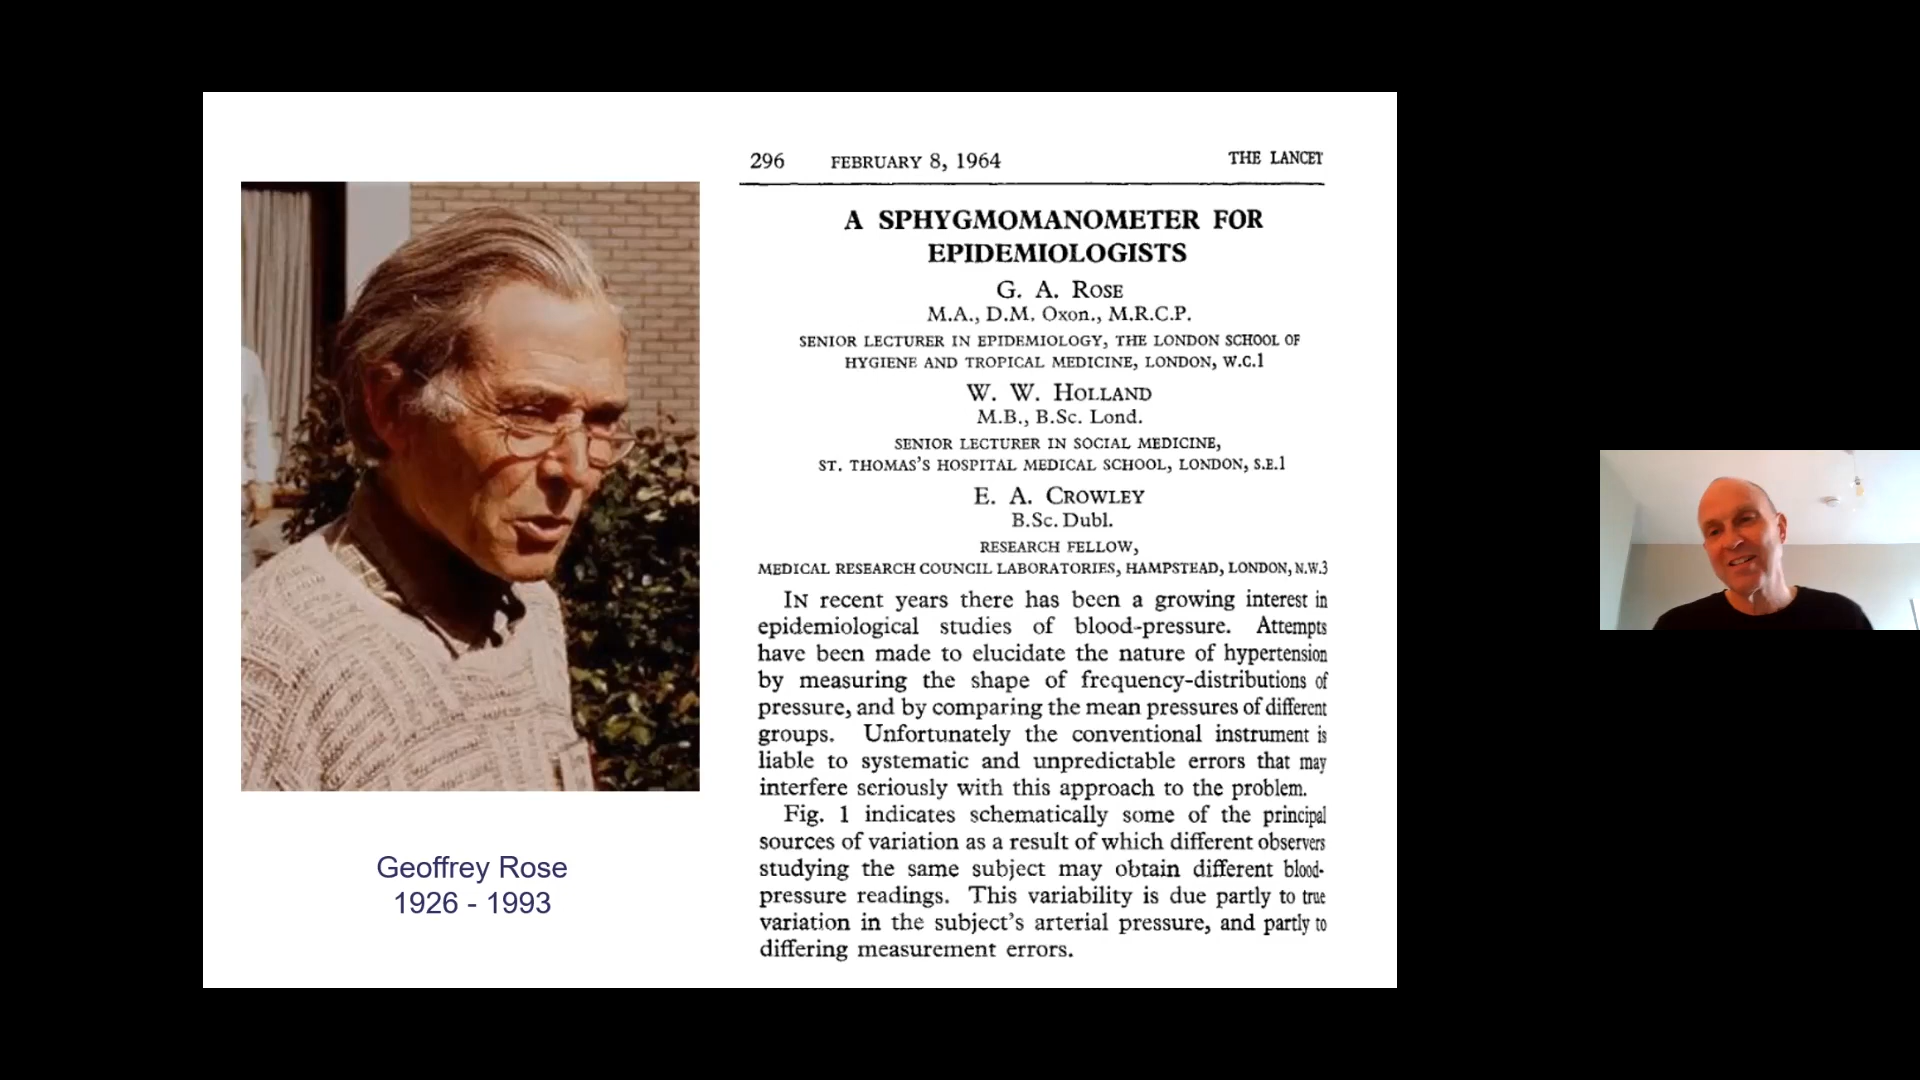 296 FEBRUARY 8, 1964 THE LANCET
A SPHYGMOMANOMETER FOR
EPIDEMIOLOGISTS
G. A. ROSE
M.A., D.M. Oxon., M.R.C.P.
SENIOR LECTURER IN EPIDEMIOLOGY, THE LONDON SCHOOL OF
HYGIENE AND TROPICAL MEDICINE, LONDON, W.C.1
W. W. HOLLAND
M.B., B.Sc. Lond.
SENIOR LECTURER IN SOCIAL MEDICINE,
ST. THOMAS'S HOSPITAL MEDICAL SCHOOL, LONDON, S.E.1
E. A. CROWLEY
B.Sc. Dubl.
RESEARCH FELLOW,
MEDICAL RESEARCH COUNCIL LABORATORIES, HAMPSTEAD, LONDON, N.W.3
IN recent years there has been a growing interest in
epidemiological studies of blood-pressure. Attempts
have been made to elucidate the nature of hypertension
by measuring the shape of frequency-distributions of
pressure, and by comparing the mean pressures of different
groups. Unfortunately the conventional instrument is
liable to systematic and unpredictable errors that may
interfere seriously with this approach to the problem.
Fig. 1 indicates schematically some of the principal
sources of variation as a result of which different observers
studying the same subject may obtain different blood-
pressure readings. This variability is due partly to true
variation in the subject's arterial pressure, and partly to
differing measurement errors.
Geoffrey Rose
1926 - 1993